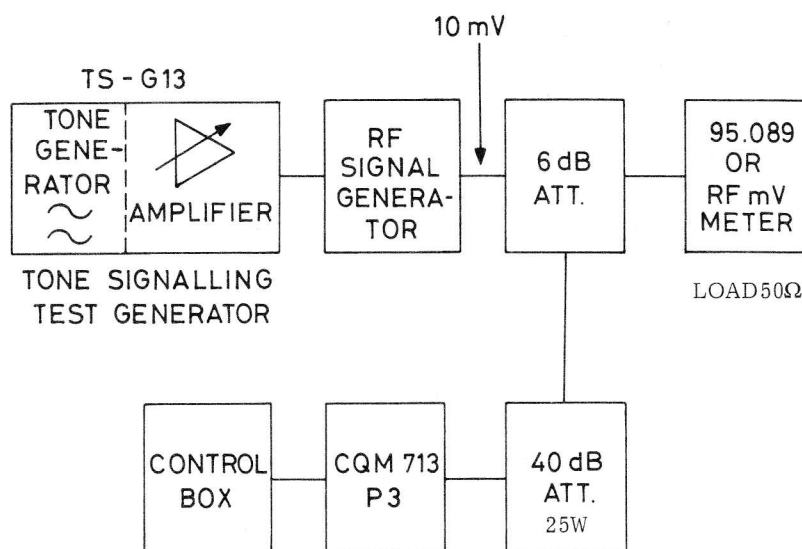 10 mV
TS-G13
TONE
GENE-
RATOR
AMPLIFIER
RF
SIGNAL
GENERA-
TOR
6 dB
ATT.
95.089
OR
RF mV
METER
TONE SIGNALLING
TEST GENERATOR
LOAD 50Ω
CONTROL
BOX
CQM 713
P3
40 dB
ATT.
25W